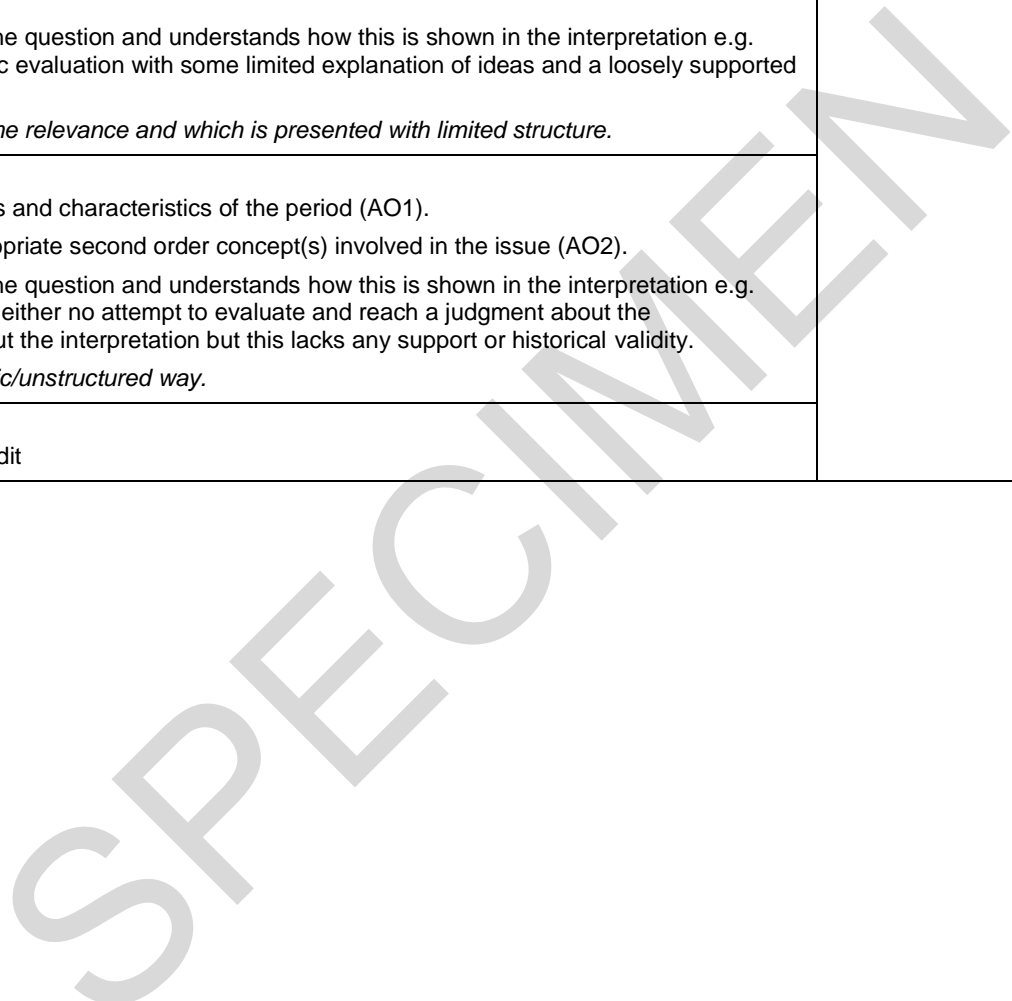 ne question and understands how this is shown in the interpretation e.g.
c evaluation with some limited explanation of ideas and a loosely supported
ne relevance and which is presented with limited structure.
s and characteristics of the period (AO1).
opriate second order concept(s) involved in the issue (AO2).
ne question and understands how this is shown in the interpretation e.g.
either no attempt to evaluate and reach a judgment about the
ut the interpretation but this lacks any support or historical validity.
ic/unstructured way.
dit
SPECIMEN